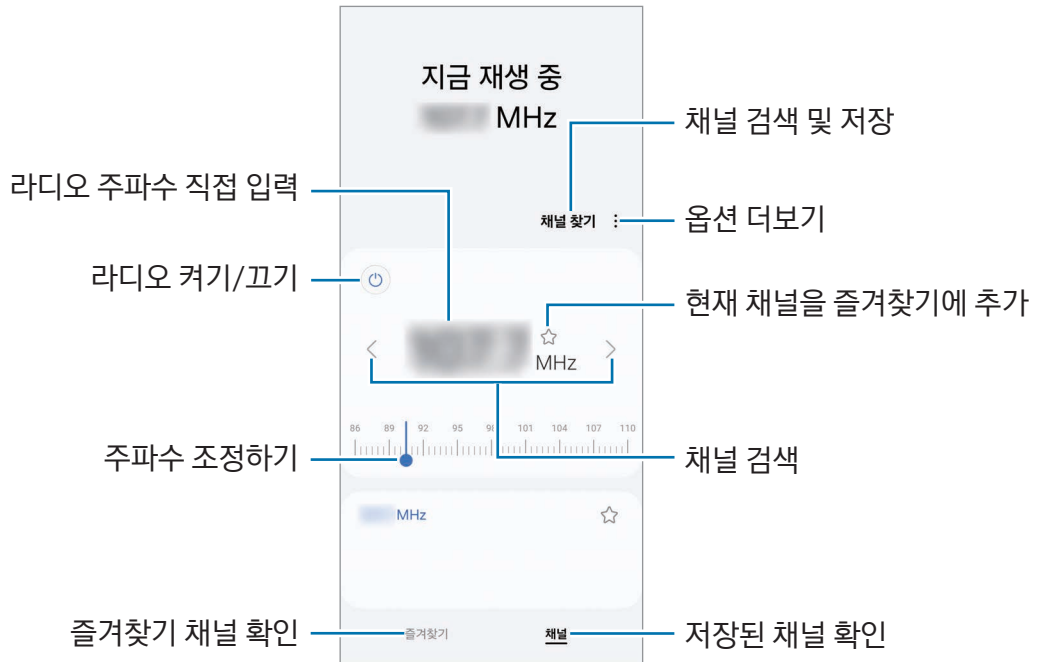 지금 재생 중
MHz
채널 검색 및 저장
라디오 주파수 직접 입력
채널 찾기
옵션 더보기
라디오 켜기/끄기
현재 채널을 즐겨찾기에 추가
MHz
86 89 92 95 101 104 107 110
주파수 조정하기
채널 검색
MHz
즐겨찾기 채널 확인
즐겨찾기
채널
저장된 채널 확인